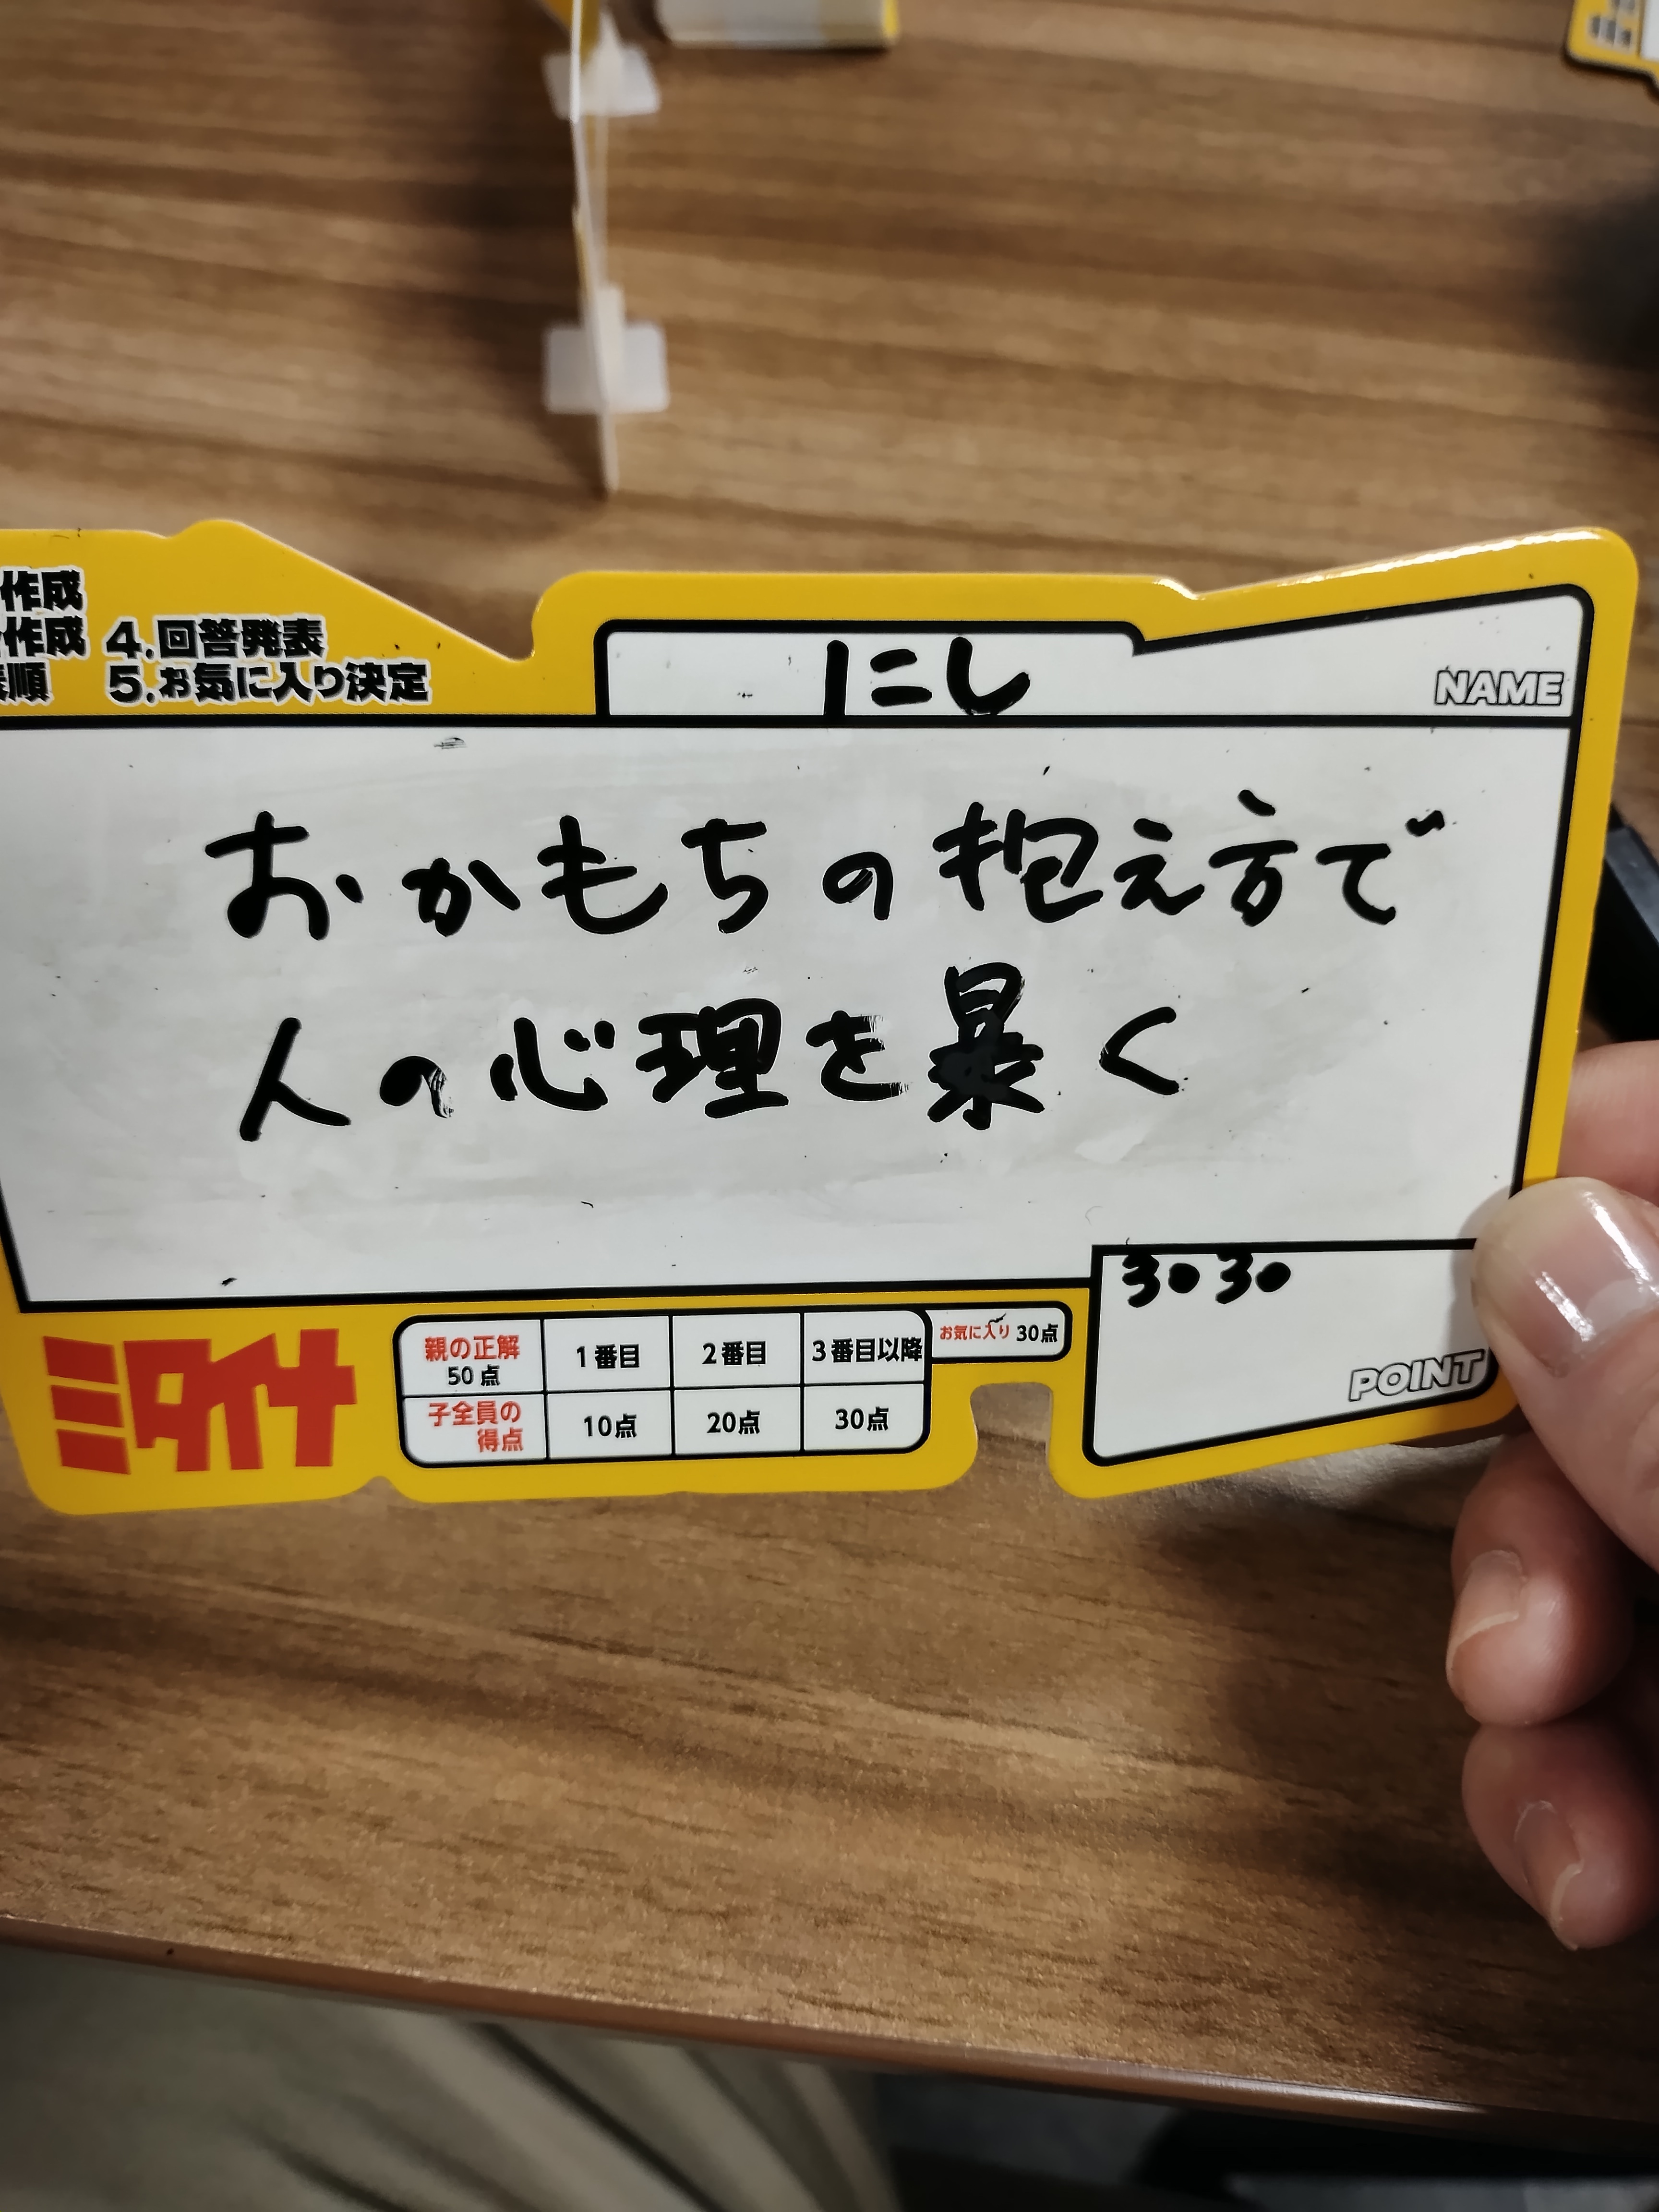 作成
作成
順
4.回答発表
5.お気に入り決定
にし
NAME
おかもちの抱え方で
人の心理を暴く
30 30
POINT
親の正解
50点
1番目
2番目
3番目以降
お気に入り 30点
子全員の
得点
10点
20点
30点